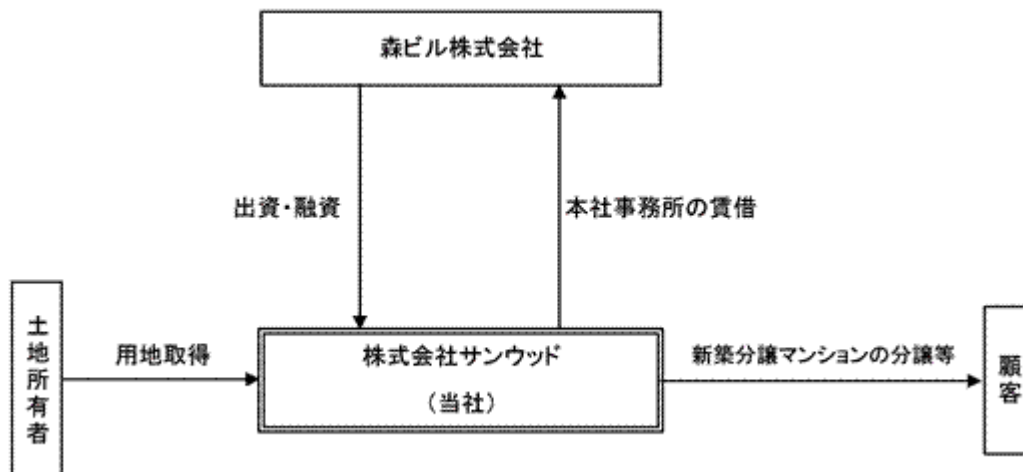 森ビル株式会社
出資・融資
本社事務所の賃借
土地所有者
用地取得
株式会社サンウッド
（当社）
新築分譲マンションの分譲等
顧客